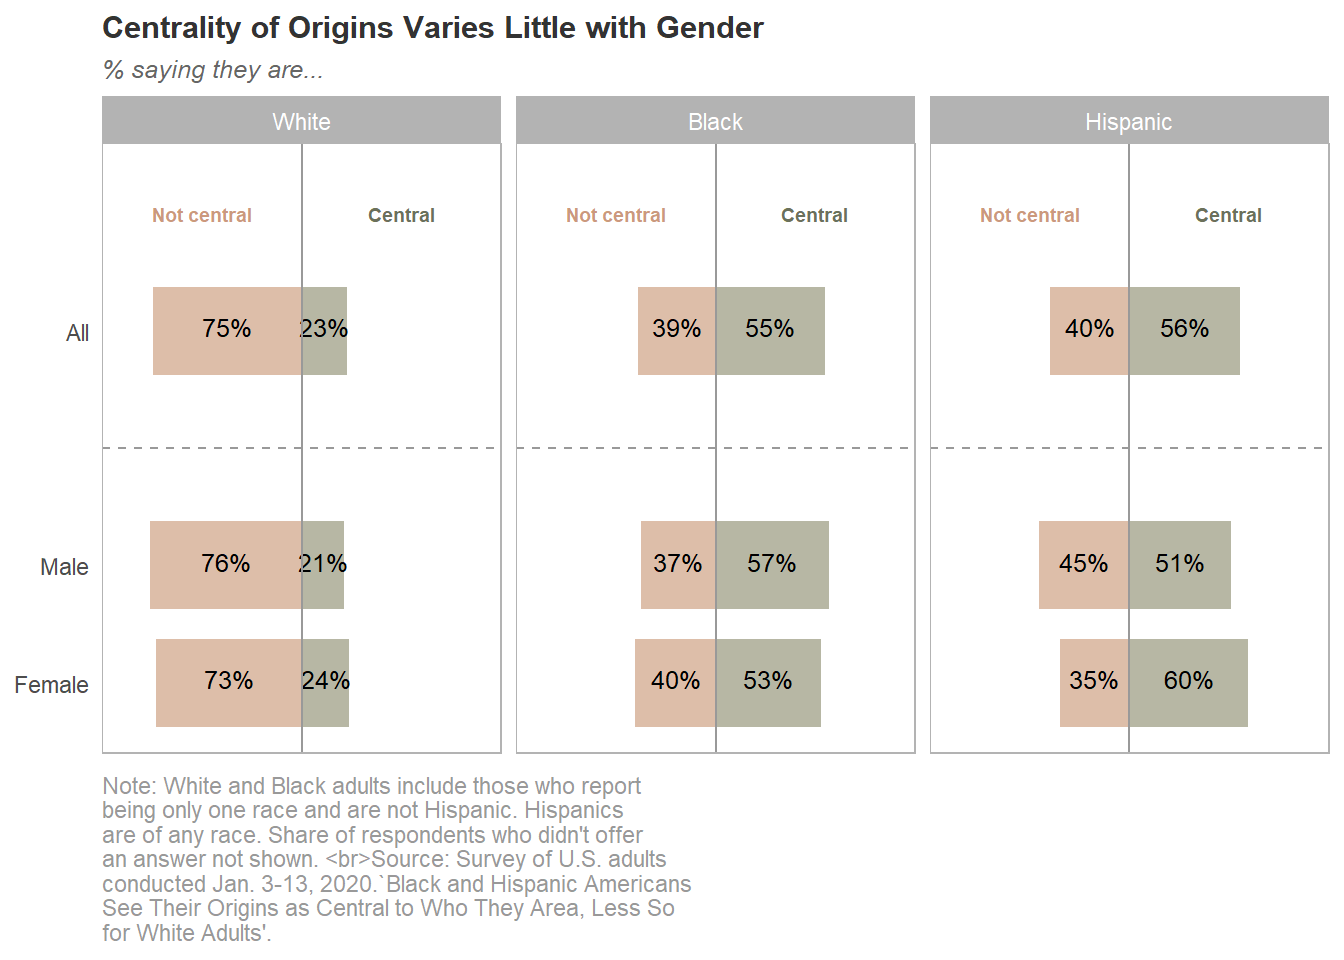 Centrality of Origins Varies Little with Gender
% saying they are...
White Black Hispanic
Not central Central Not central Central Not central Central
All 75% 23% 39% 55% 40% 56%
Male 76% 21% 37% 57% 45% 51%
Female 73% 24% 40% 53% 35% 60%
Note: White and Black adults include those who report
being only one race and are not Hispanic. Hispanics
are of any race. Share of respondents who didn't offer
an answer not shown. <br>Source: Survey of U.S. adults
conducted Jan. 3-13, 2020.`Black and Hispanic Americans
See Their Origins as Central to Who They Area, Less So
for White Adults'.